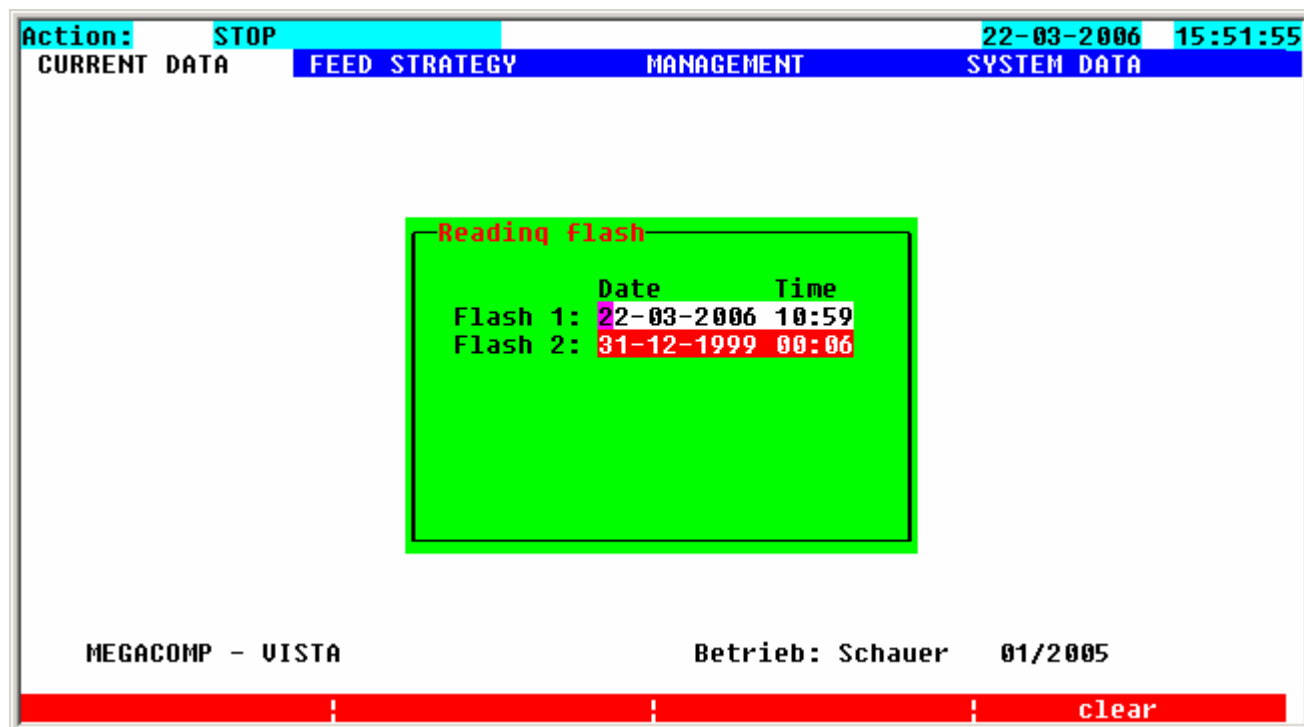 Action: STOP 22-03-2006 15:51:55
CURRENT DATA FEED STRATEGY MANAGEMENT SYSTEM DATA
Reading flash
Date Time
Flash 1: 22-03-2006 10:59
Flash 2: 31-12-1999 00:06
MEGACOMP - VISTA Betrieb: Schauer 01/2005
clear